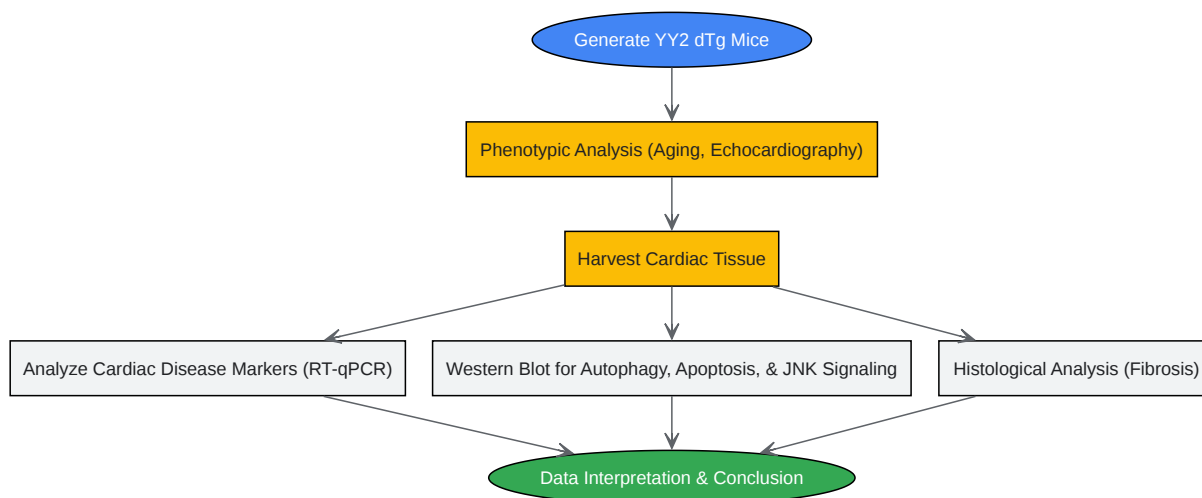 Generate YY2 dTg Mice
Phenotypic Analysis (Aging, Echocardiography)
Harvest Cardiac Tissue
Analyze Cardiac Disease Markers (RT-qPCR)
Western Blot for Autophagy, Apoptosis, & JNK Signaling
Histological Analysis (Fibrosis)
Data Interpretation & Conclusion